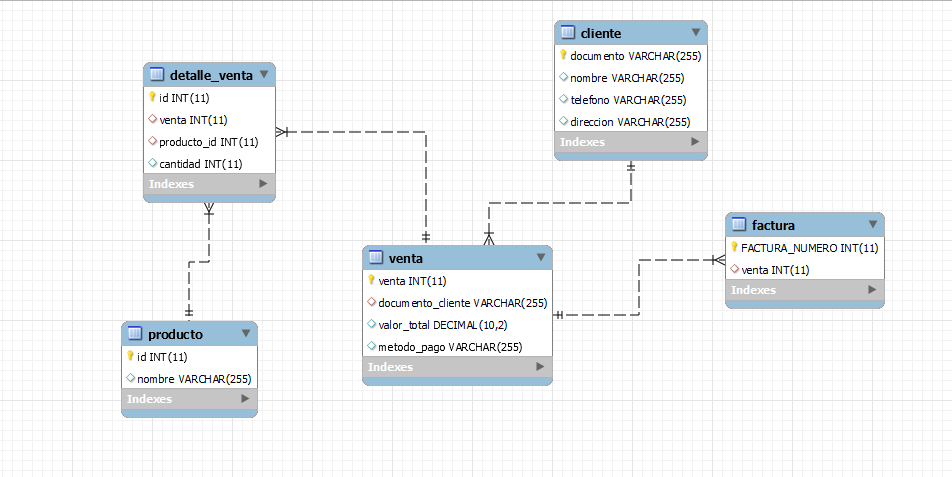 cliente
documento VARCHAR(255)
nombre VARCHAR(255)
telefono VARCHAR(255)
direccion VARCHAR(255)
Indexes
detalle_venta
id INT(11)
venta INT(11)
producto_id INT(11)
cantidad INT(11)
Indexes
factura
FACTURA_NUMERO INT(11)
venta INT(11)
Indexes
venta
venta INT(11)
documento_cliente VARCHAR(255)
valor_total DECIMAL(10,2)
metodo_pago VARCHAR(255)
Indexes
producto
id INT(11)
nombre VARCHAR(255)
Indexes